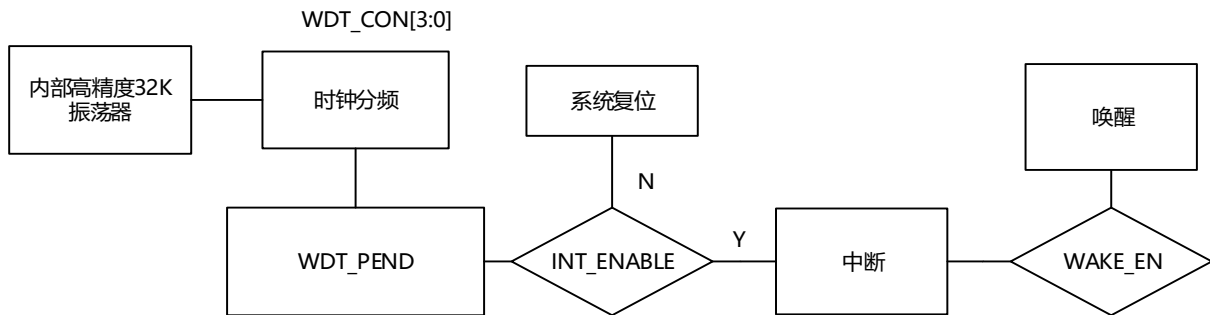 WDT_CON[3:0]
内部高精度32K
振荡器
时钟分频
系统复位
唤醒
N
WDT_PEND
INT_ENABLE
Y
中断
WAKE_EN